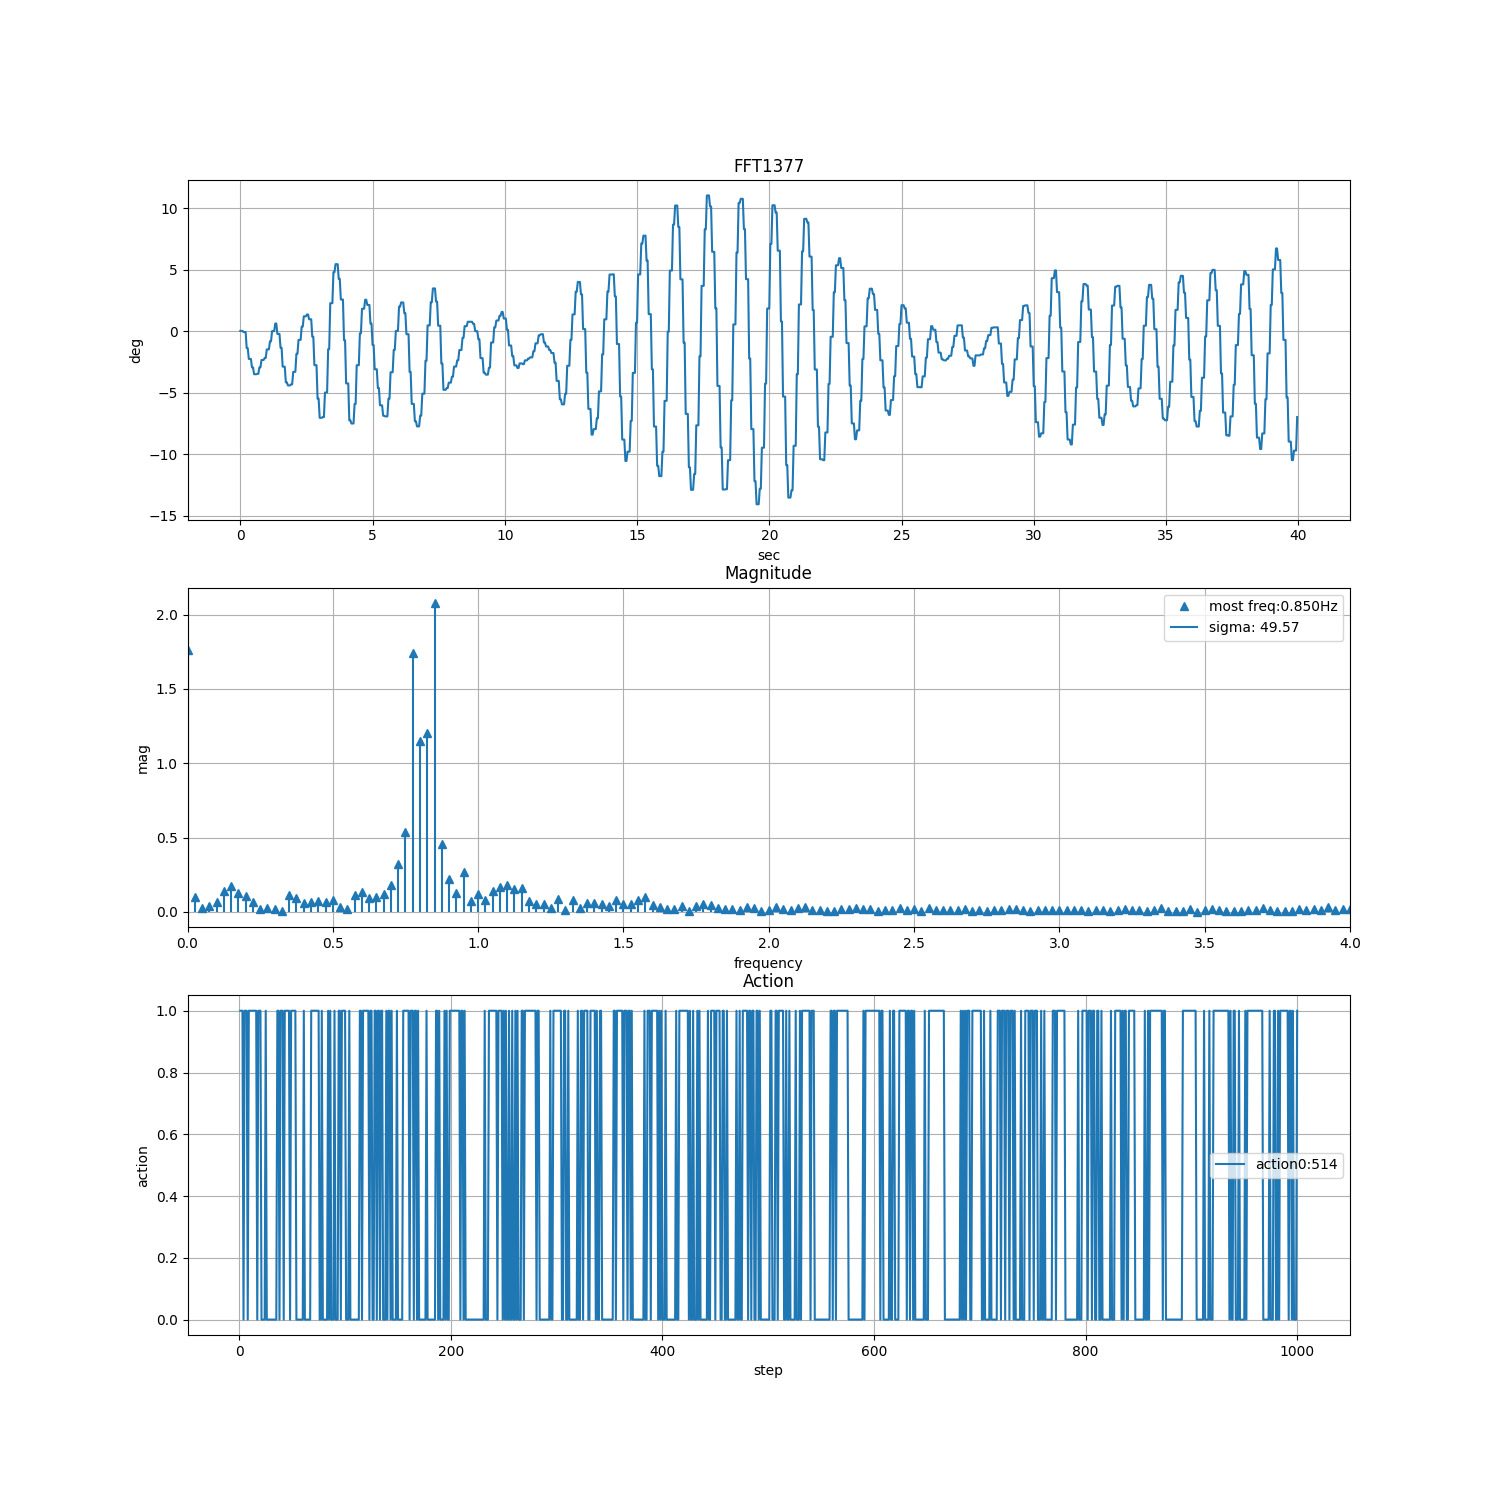 FFT1377
10
5
0
−5
−10
−15
deg
0 5 10 15 20 25 30 35 40
sec
Magnitude
most freq:0.850Hz
sigma: 49.57
2.0
1.5
1.0
0.5
0.0
mag
0.0 0.5 1.0 1.5 2.0 2.5 3.0 3.5 4.0
frequency
Action
1.0
0.8
0.6
0.4
0.2
0.0
action
action0:514
0 200 400 600 800 1000
step